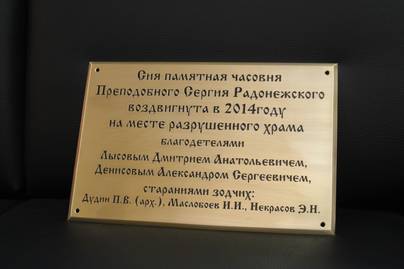 Сия памятная часовня
Преподобного Сергия Радонежского
воздвигнута в 2014году
на месте разрушенного храма
благодетелями
Лысовым Дмитрием Анатольевичем,
Денисовым Александром Сергеевичем,
стараниями зодчих:
Дудин П.В. (арх.), Маслобоев И.И., Некрасов Э.Н.